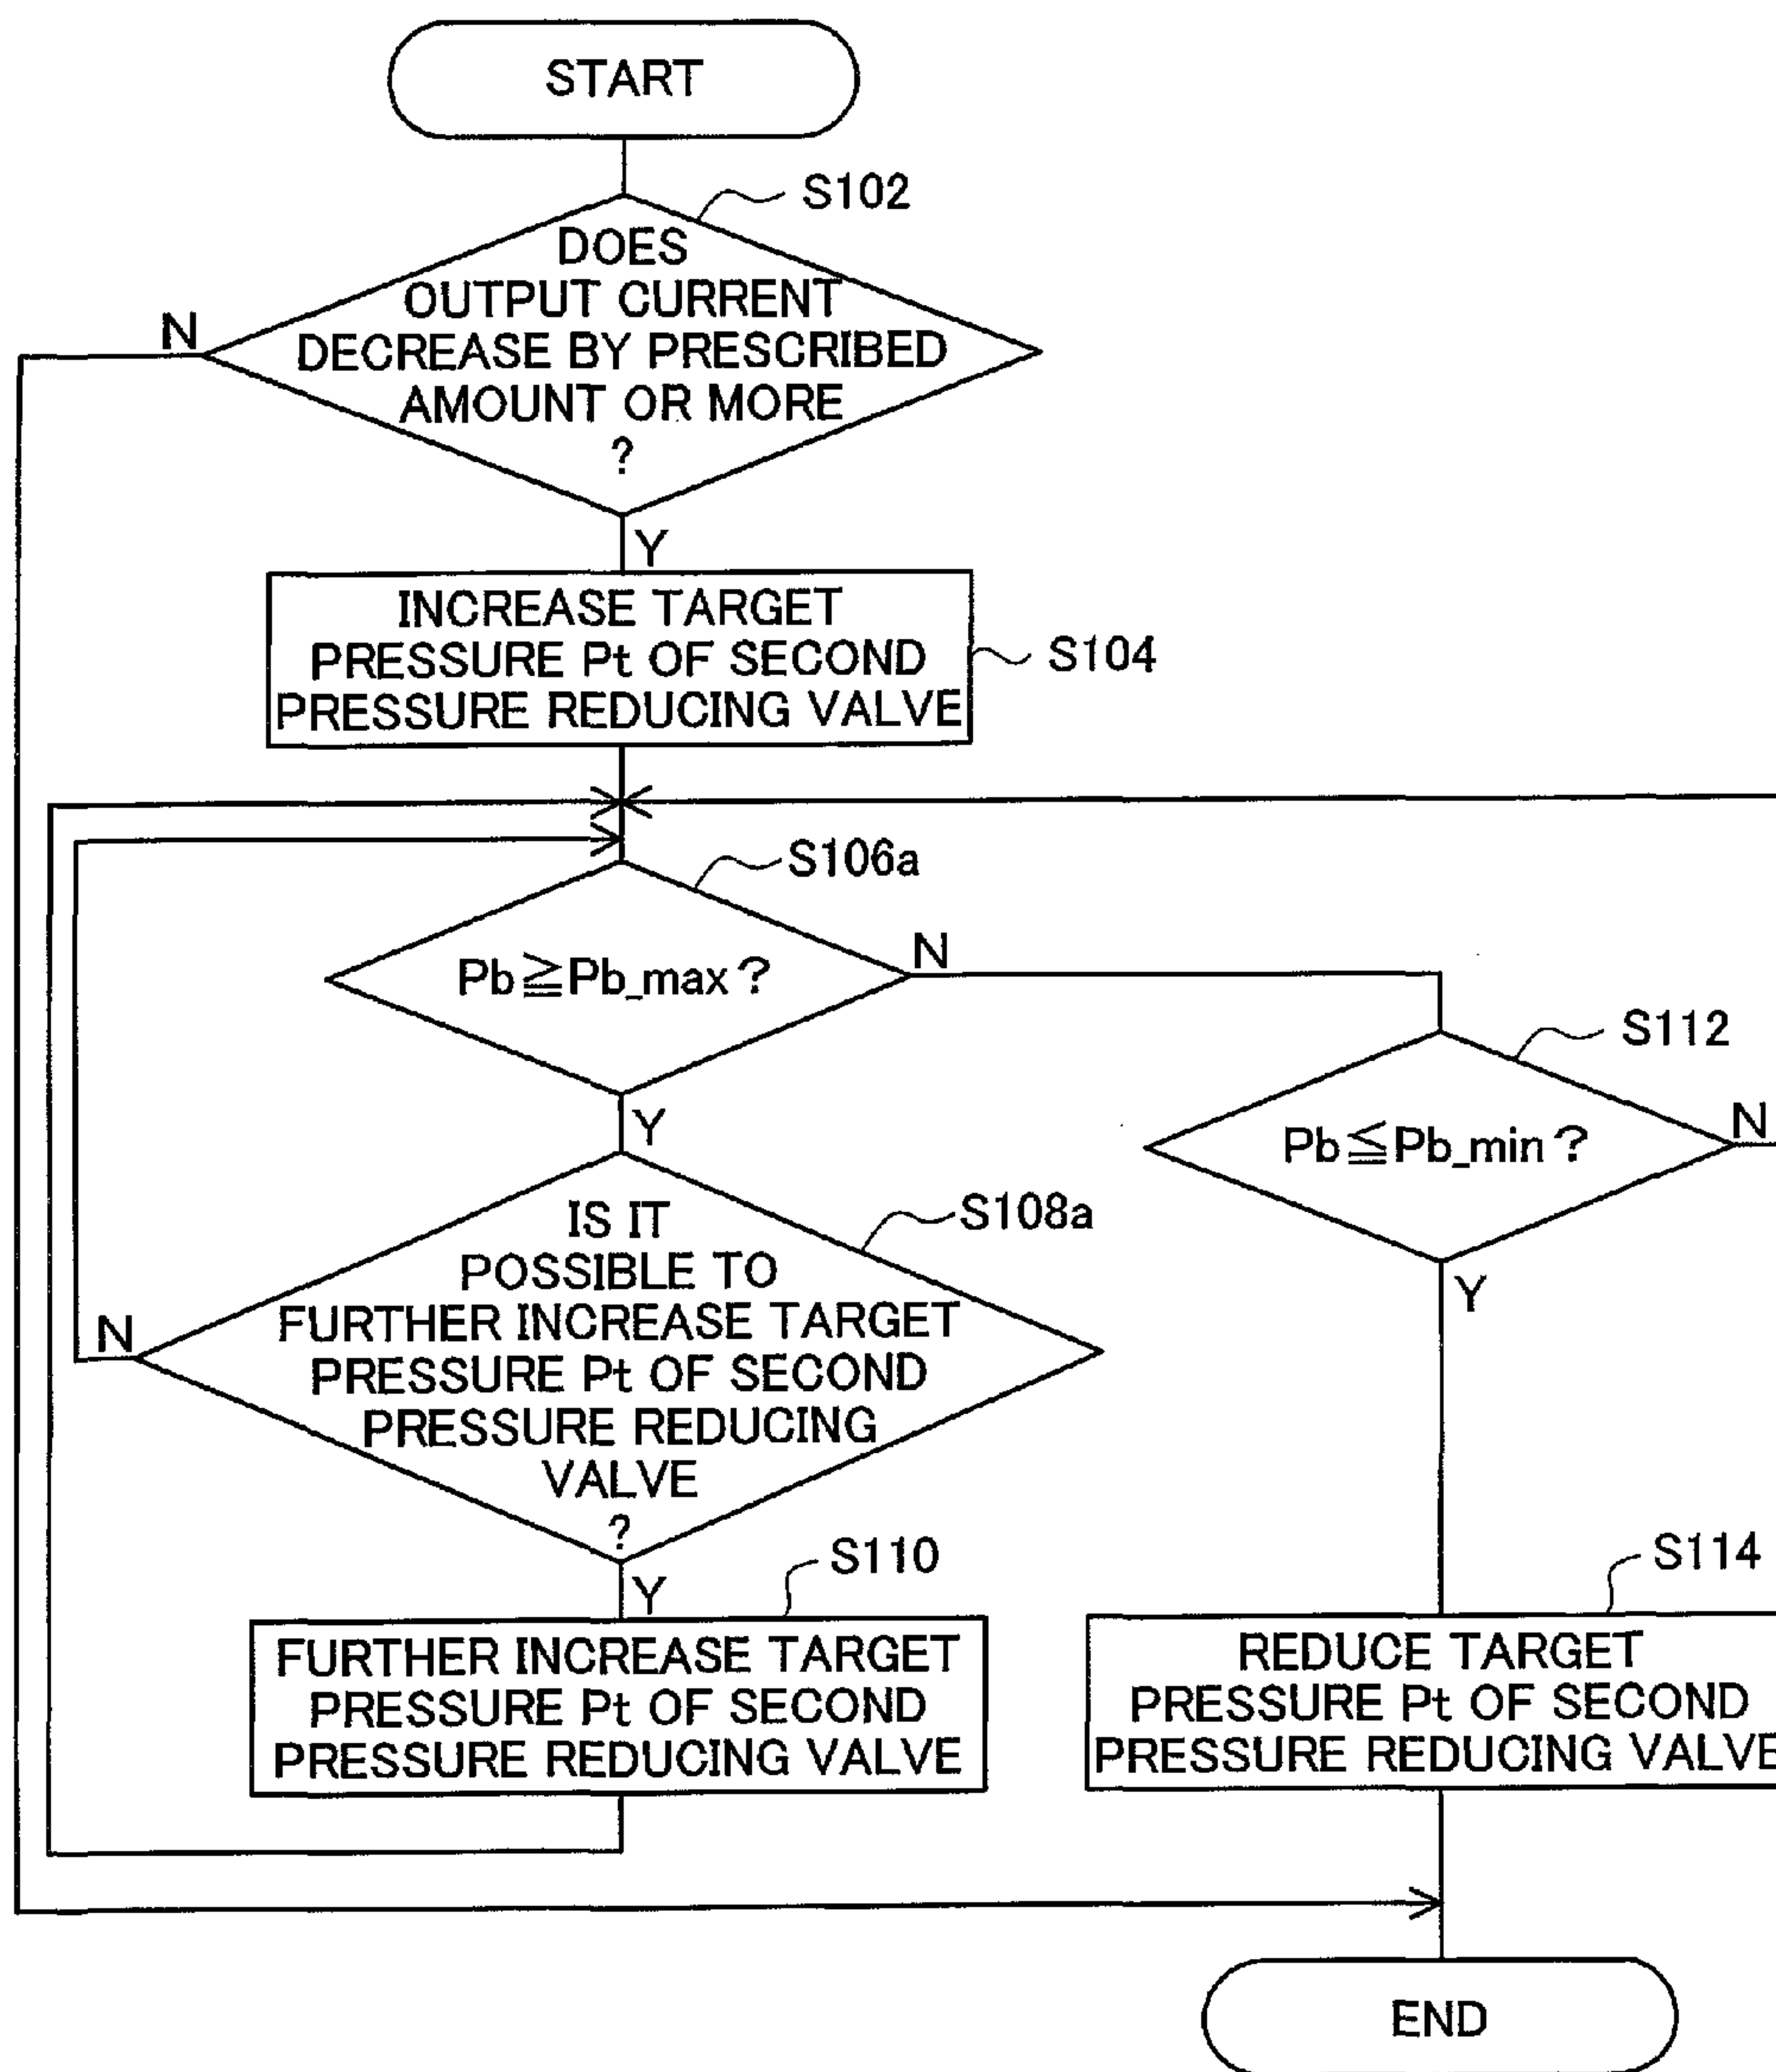 START
S102
DOES
OUTPUT CURRENT
DECREASE BY PRESCRIBED
AMOUNT OR MORE
?
N
Y
INCREASE TARGET
PRESSURE Pt OF SECOND
PRESSURE REDUCING VALVE
S104
S106a
Pb≧Pb_max?
N
Y
S112
Pb≦Pb_min?
N
Y
S108a
IS IT
POSSIBLE TO
FURTHER INCREASE TARGET
PRESSURE Pt OF SECOND
PRESSURE REDUCING
VALVE
?
N
Y
S110
FURTHER INCREASE TARGET
PRESSURE Pt OF SECOND
PRESSURE REDUCING VALVE
S114
REDUCE TARGET
PRESSURE Pt OF SECOND
PRESSURE REDUCING VALVE
END